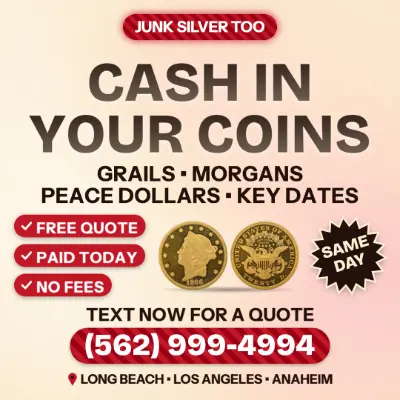 JUNK SILVER TOO
CASH IN
YOUR COINS
GRAILS ▪ MORGANS
PEACE DOLLARS ▪ KEY DATES
✓ FREE QUOTE
✓ PAID TODAY
✓ NO FEES
1866
SAME
DAY
TEXT NOW FOR A QUOTE
(562) 999-4994
LONG BEACH ▪ LOS ANGELES ▪ ANAHEIM